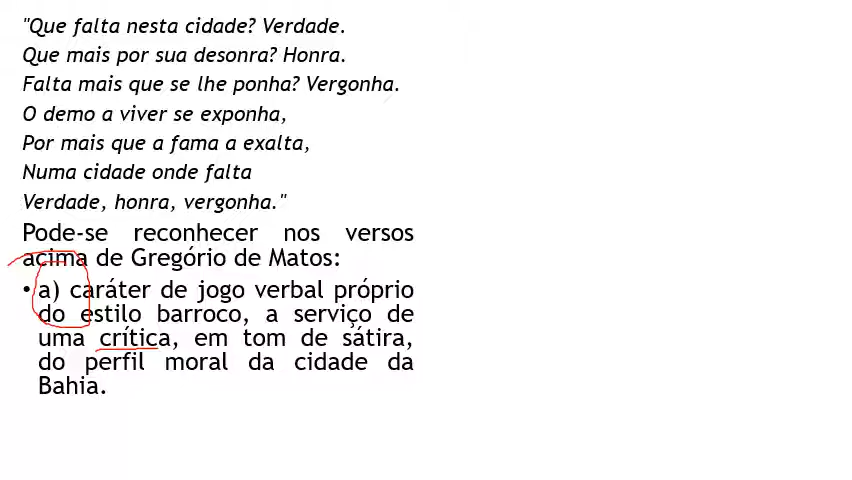 "Que falta nesta cidade? Verdade.
Que mais por sua desonra? Honra.
Falta mais que se lhe ponha? Vergonha.
O demo a viver se exponha,
Por mais que a fama a exalta,
Numa cidade onde falta
Verdade, honra, vergonha."
Pode-se reconhecer nos versos
acima de Gregório de Matos:
• a) caráter de jogo verbal próprio
do estilo barroco, a serviço de
uma crítica, em tom de sátira,
do perfil moral da cidade da
Bahia.